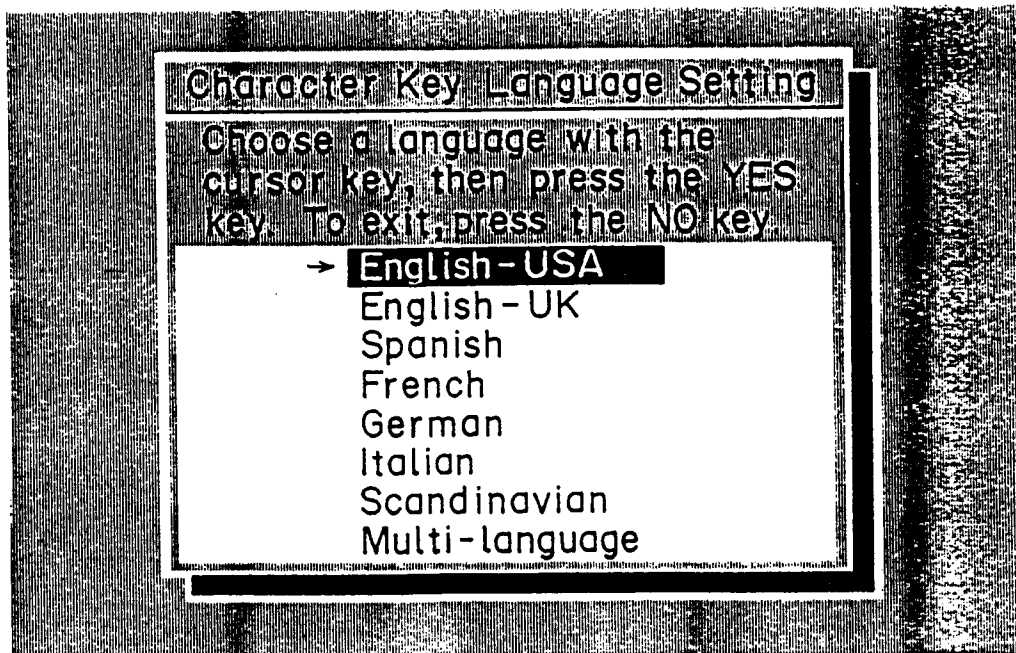 Character Key Language Setting
Choose a language with the
cursor key, then press the YES
key. To exit, press the NO key.
→ English-USA
English-UK
Spanish
French
German
Italian
Scandinavian
Multi-language